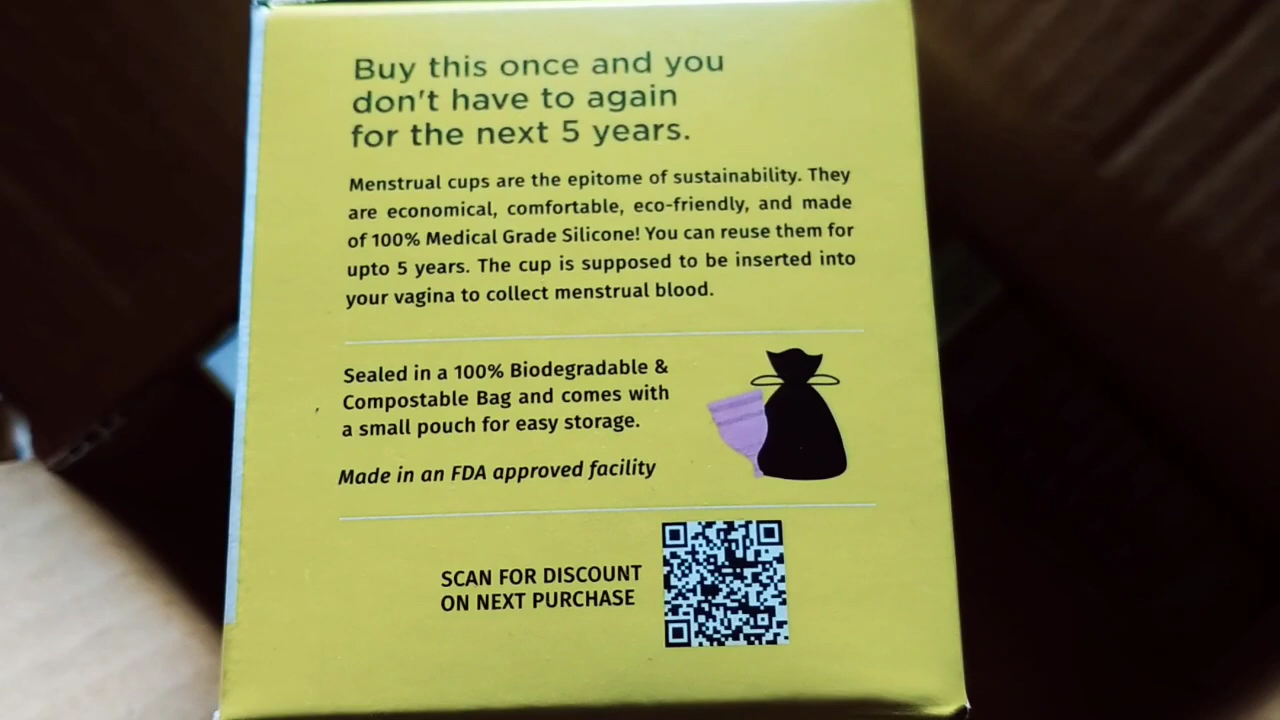 Buy this once and you
don't have to again
for the next 5 years.
Menstrual cups are the epitome of sustainability. They
are economical, comfortable, eco-friendly, and made
of 100% Medical Grade Silicone! You can reuse them for
upto 5 years. The cup is supposed to be inserted into
your vagina to collect menstrual blood.
Sealed in a 100% Biodegradable &
Compostable Bag and comes with
a small pouch for easy storage.
Made in an FDA approved facility
SCAN FOR DISCOUNT
ON NEXT PURCHASE